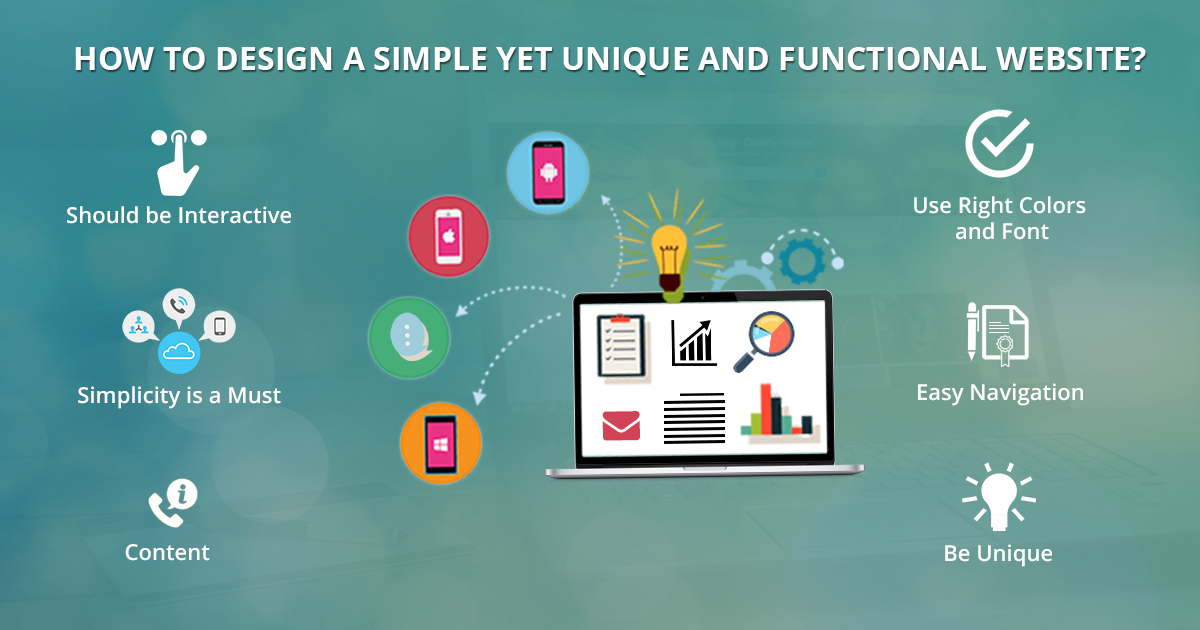 HOW TO DESIGN A SIMPLE YET UNIQUE AND FUNCTIONAL WEBSITE?
Should be Interactive
Simplicity is a Must
Content
Use Right Colors
and Font
Easy Navigation
Be Unique